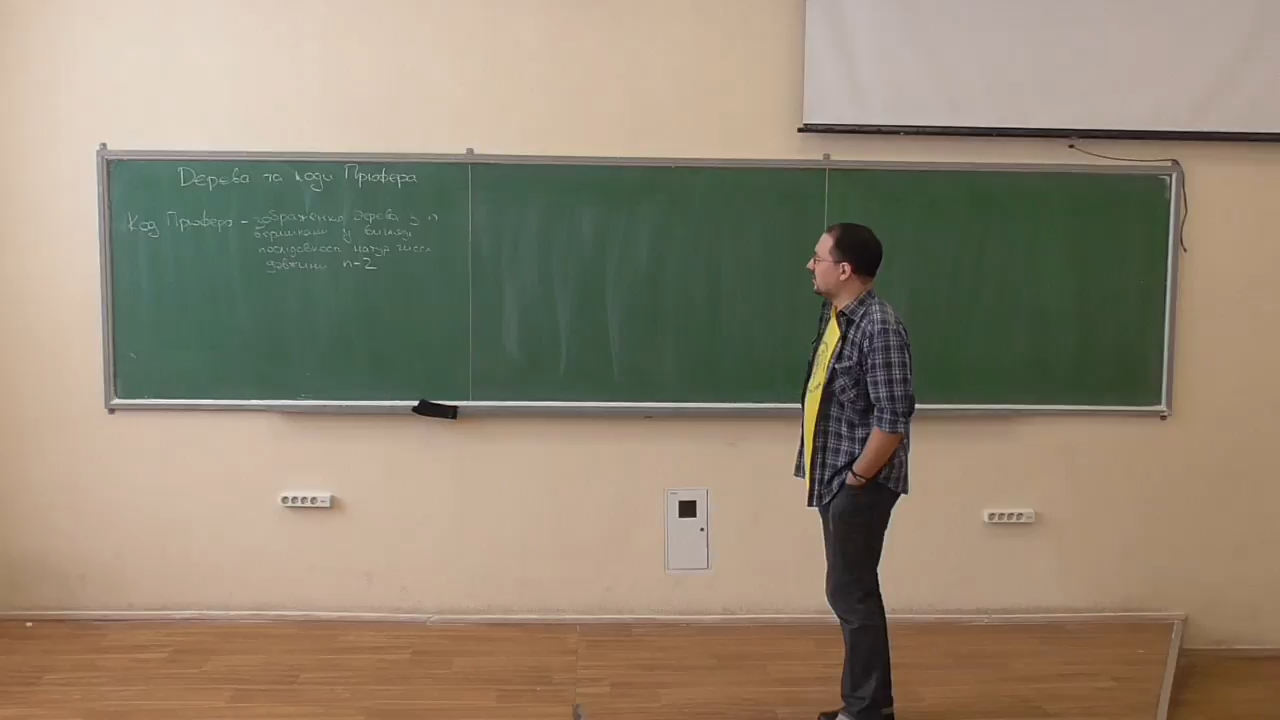 Дерева та коди Прюфера
Код Прюфера - зображення дерева з n
вершинами у вигляді
послідовності натур. чисел
довжини n-2